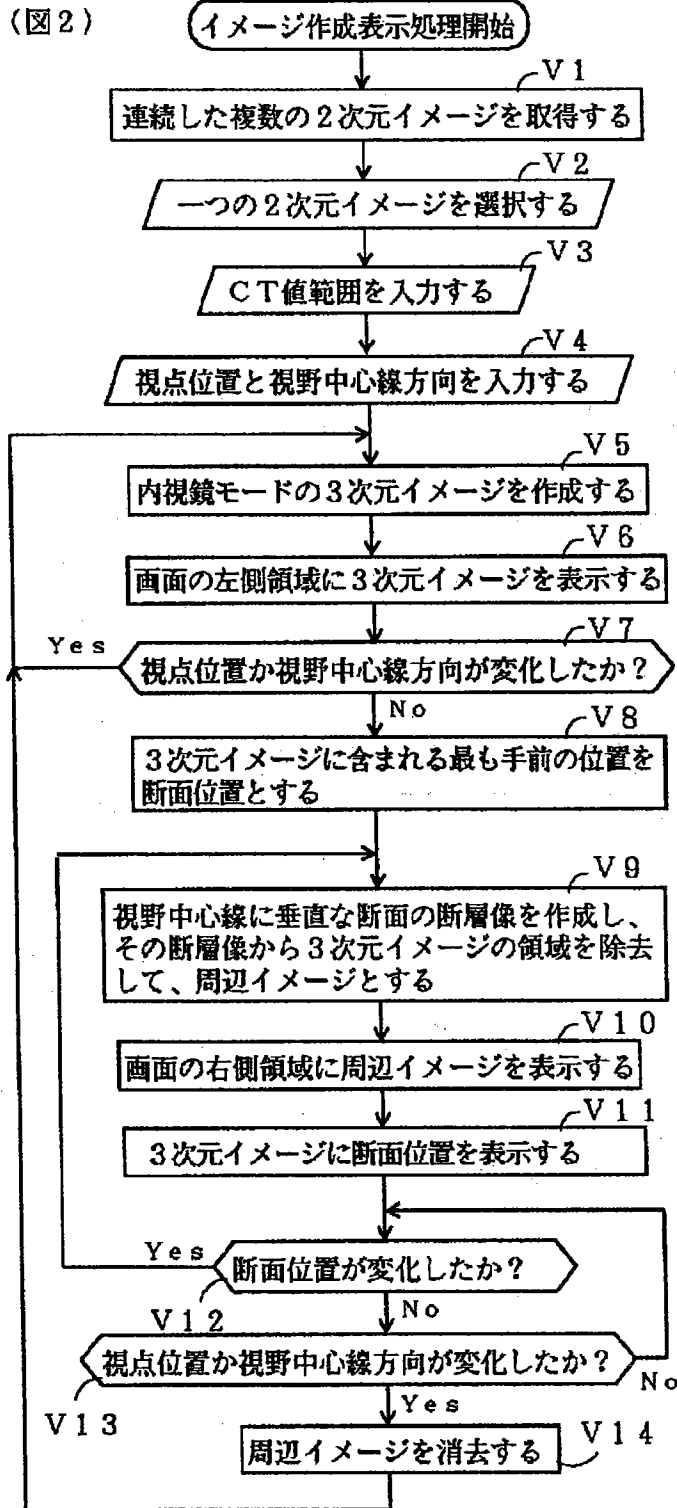 (図2)
イメージ作成表示処理開始
V1
連続した複数の2次元イメージを取得する
V2
一つの2次元イメージを選択する
V3
CT値範囲を入力する
V4
視点位置と視野中心線方向を入力する
V5
内視鏡モードの3次元イメージを作成する
V6
画面の左側領域に3次元イメージを表示する
V7
Yes
視点位置か視野中心線方向が変化したか?
No
V8
3次元イメージに含まれる最も手前の位置を
断面位置とする
V9
視野中心線に垂直な断面の断層像を作成し、
その断層像から3次元イメージの領域を除去
して、周辺イメージとする
V10
画面の右側領域に周辺イメージを表示する
V11
3次元イメージに断面位置を表示する
Yes
断面位置が変化したか?
V12
No
視点位置か視野中心線方向が変化したか?
No
V13
Yes
V14
周辺イメージを消去する